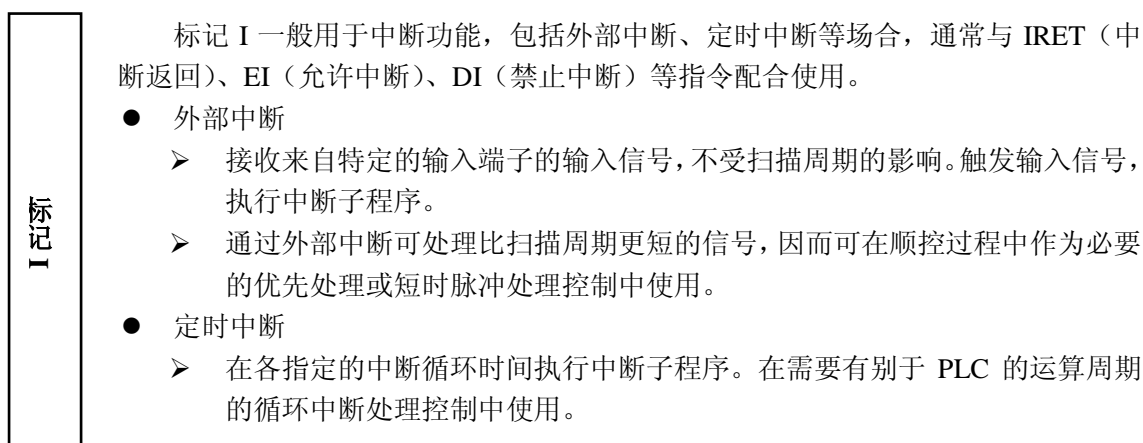 标记 I
标记 I 一般用于中断功能，包括外部中断、定时中断等场合，通常与 IRET（中
断返回）、EI（允许中断）、DI（禁止中断）等指令配合使用。
● 外部中断
➢ 接收来自特定的输入端子的输入信号，不受扫描周期的影响。触发输入信号，
执行中断子程序。
➢ 通过外部中断可处理比扫描周期更短的信号，因而可在顺控过程中作为必要
的优先处理或短时脉冲处理控制中使用。
● 定时中断
➢ 在各指定的中断循环时间执行中断子程序。在需要有别于 PLC 的运算周期
的循环中断处理控制中使用。